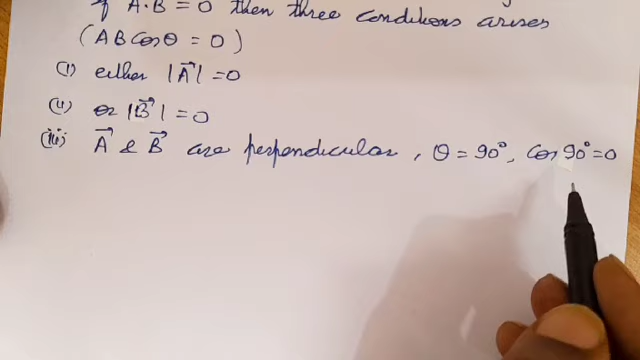 if A.B = 0 then three conditions arises
(AB cos θ = 0)
(i) either |A⃗| = 0
(ii) or |B⃗| = 0
(iii) A⃗ & B⃗ are perpendicular, θ = 90°, cos 90° = 0